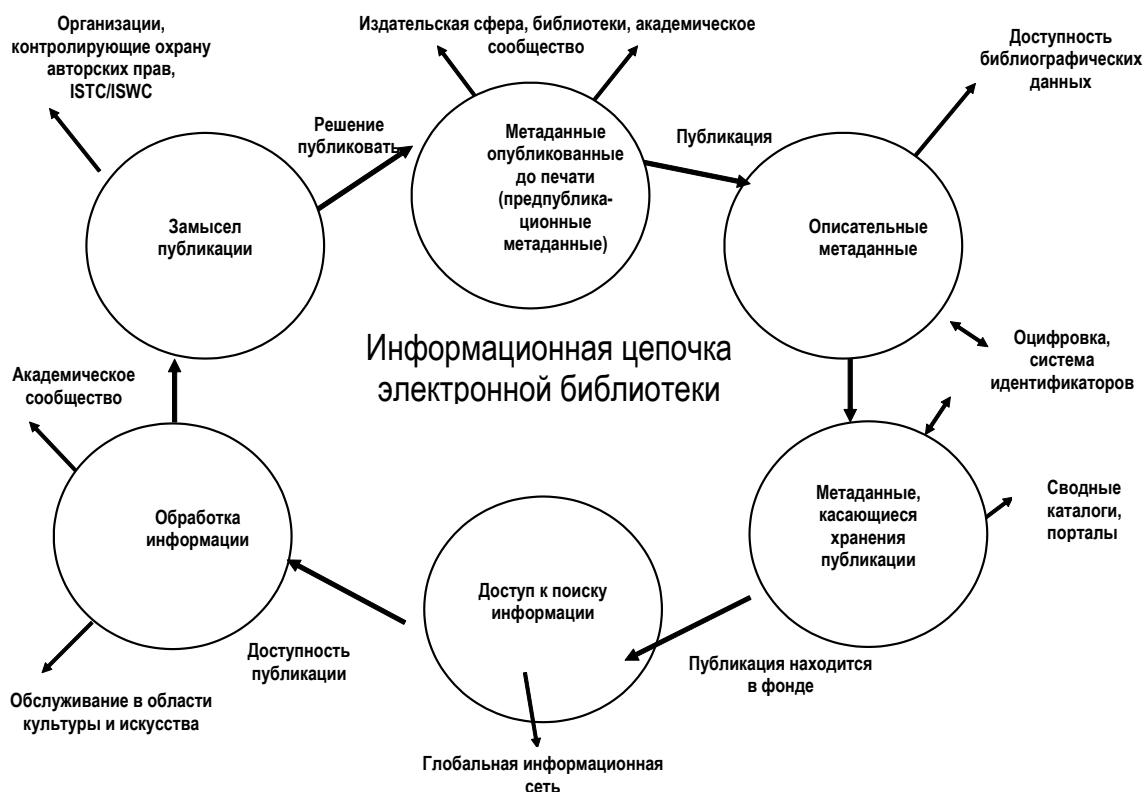 Организации,
контролирующие охрану
авторских прав,
ISTC/ISWC
Издательская сфера, библиотеки, академическое
сообщество
Доступность
библиографических
данных
Решение
публиковать
Метаданные
опубликованные
до печати
(предпублика-
ционные
метаданные)
Публикация
Замысел
публикации
Описательные
метаданные
Информационная цепочка
электронной библиотеки
Оцифровка,
система
идентификаторов
Академическое
сообщество
Метаданные,
касающиеся
хранения
публикации
Сводные
каталоги,
порталы
Обработка
информации
Доступ к поиску
информации
Доступность
публикации
Публикация находится
в фонде
Обслуживание в области
культуры и искусства
Глобальная информационная
сеть